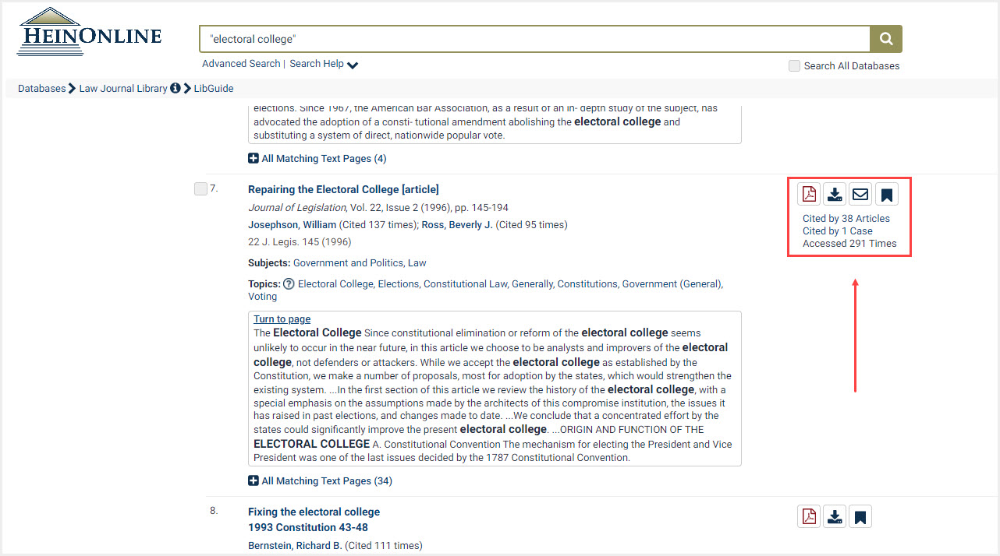 HEINONLINE
"electoral college"
Advanced Search | Search Help
Search All Databases
Databases Law Journal Library LibGuide
elections. Since 1967, the American Bar Association, as a result of an in- depth study of the subject, has
advocated the adoption of a consti- tutional amendment abolishing the electoral college and
substituting a system of direct, nationwide popular vote.
All Matching Text Pages (4)
7.
Repairing the Electoral College [article]
Journal of Legislation, Vol. 22, Issue 2 (1996), pp. 145-194
Josephson, William (Cited 137 times); Ross, Beverly J. (Cited 95 times)
22 J. Legis. 145 (1996)
Subjects: Government and Politics, Law
Topics: ? Electoral College, Elections, Constitutional Law, Generally, Constitutions, Government (General),
Voting
Cited by 38 Articles
Cited by 1 Case
Accessed 291 Times
Turn to page
The Electoral College Since constitutional elimination or reform of the electoral college seems
unlikely to occur in the near future, in this article we choose to be analysts and improvers of the electoral
college, not defenders or attackers. While we accept the electoral college as established by the
Constitution, we make a number of proposals, most for adoption by the states, which would strengthen the
existing system. ...In the first section of this article we review the history of the electoral college, with a
special emphasis on the assumptions made by the architects of this compromise institution, the issues it
has raised in past elections, and changes made to date. ...We conclude that a concentrated effort by the
states could significantly improve the present electoral college. ...ORIGIN AND FUNCTION OF THE
ELECTORAL COLLEGE A. Constitutional Convention The mechanism for electing the President and Vice
President was one of the last issues decided by the 1787 Constitutional Convention.
All Matching Text Pages (34)
8.
Fixing the electoral college
1993 Constitution 43-48
Bernstein, Richard B. (Cited 111 times)